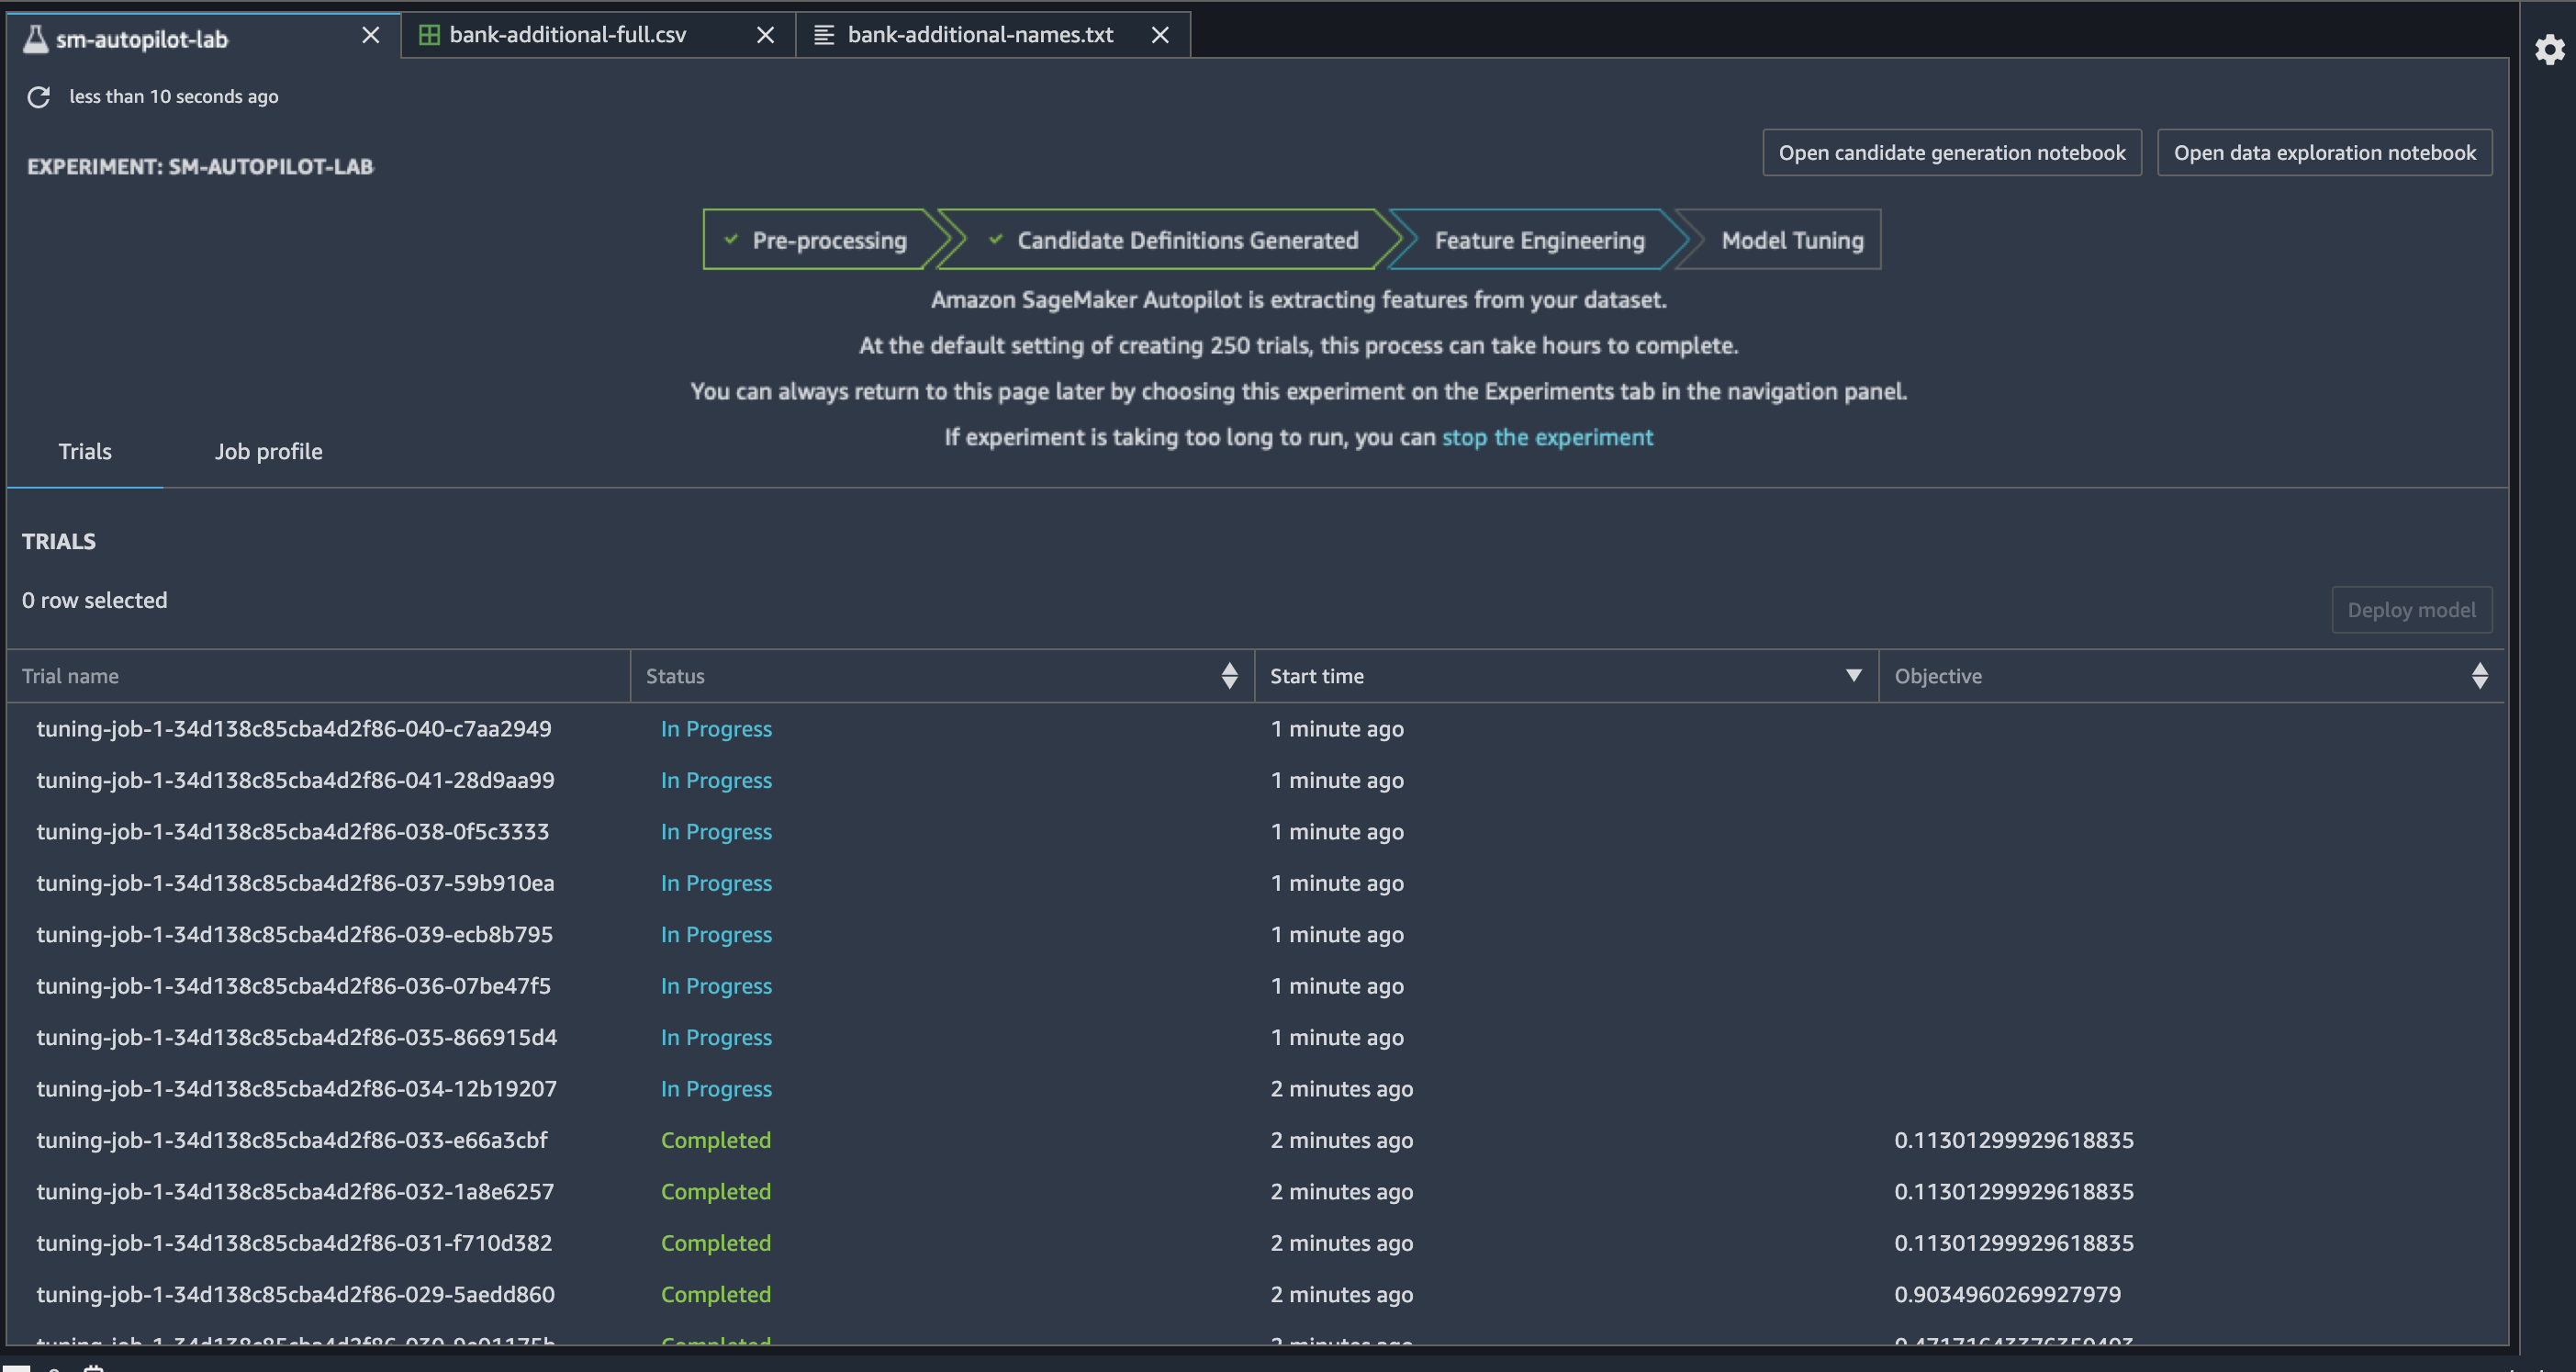 sm-autopilot-lab
bank-additional-full.csv
bank-additional-names.txt
less than 10 seconds ago
EXPERIMENT: SM-AUTOPILOT-LAB
Open candidate generation notebook
Open data exploration notebook
Pre-processing
Candidate Definitions Generated
Feature Engineering
Model Tuning
Amazon SageMaker Autopilot is extracting features from your dataset.
At the default setting of creating 250 trials, this process can take hours to complete.
You can always return to this page later by choosing this experiment on the Experiments tab in the navigation panel.
If experiment is taking too long to run, you can stop the experiment
Trials Job profile
TRIALS
0 row selected
Deploy model
Trial name Status Start time Objective
tuning-job-1-34d138c85cba4d2f86-040-c7aa2949 In Progress 1 minute ago
tuning-job-1-34d138c85cba4d2f86-041-28d9aa99 In Progress 1 minute ago
tuning-job-1-34d138c85cba4d2f86-038-0f5c3333 In Progress 1 minute ago
tuning-job-1-34d138c85cba4d2f86-037-59b910ea In Progress 1 minute ago
tuning-job-1-34d138c85cba4d2f86-039-ecb8b795 In Progress 1 minute ago
tuning-job-1-34d138c85cba4d2f86-036-07be47f5 In Progress 1 minute ago
tuning-job-1-34d138c85cba4d2f86-035-866915d4 In Progress 1 minute ago
tuning-job-1-34d138c85cba4d2f86-034-12b19207 In Progress 2 minutes ago
tuning-job-1-34d138c85cba4d2f86-033-e66a3cbf Completed 2 minutes ago 0.11301299929618835
tuning-job-1-34d138c85cba4d2f86-032-1a8e6257 Completed 2 minutes ago 0.11301299929618835
tuning-job-1-34d138c85cba4d2f86-031-f710d382 Completed 2 minutes ago 0.11301299929618835
tuning-job-1-34d138c85cba4d2f86-029-5aedd860 Completed 2 minutes ago 0.9034960269927979
Completed 2 minutes ago